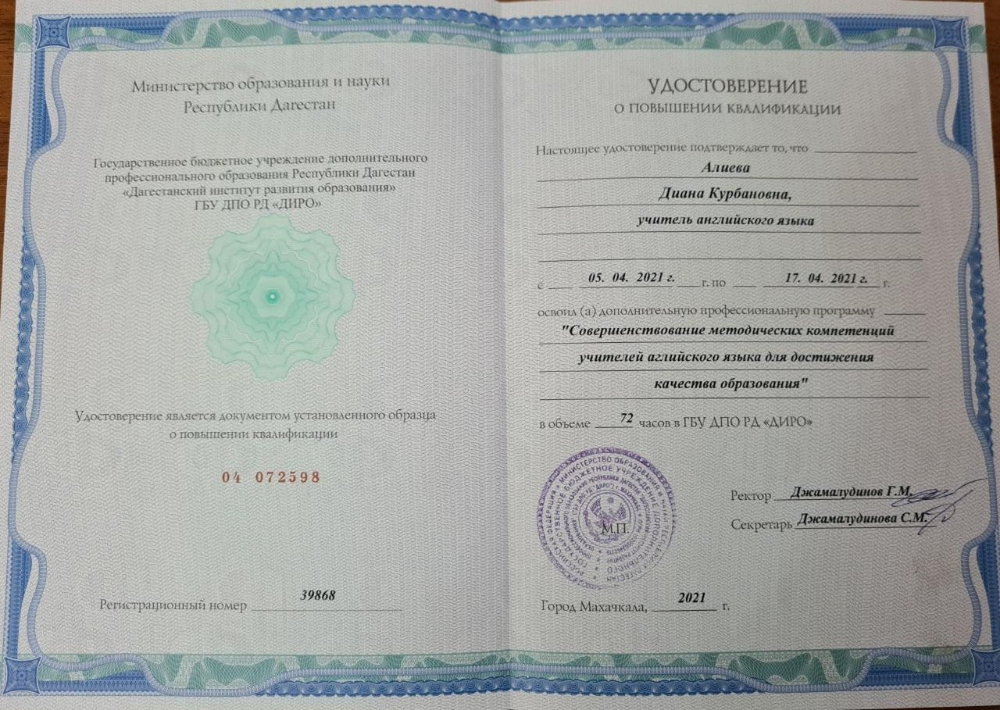 Министерство образования и науки
Республики Дагестан
Государственное бюджетное учреждение дополнительного
профессионального образования Республики Дагестан
«Дагестанский институт развития образования»
ГБУ ДПО РД «ДИРО»
Удостоверение является документом установленного образца
о повышении квалификации
04 072598
Регистрационный номер 39868
УДОСТОВЕРЕНИЕ
О ПОВЫШЕНИИ КВАЛИФИКАЦИИ
Настоящее удостоверение подтверждает то, что
Алиева
Диана Курбановна,
учитель английского языка
с 05. 04. 2021 г. г. по 17. 04. 2021 г. г.
освоил (а) дополнительную профессиональную программу
"Совершенствование методических компетенций
учителей аглийского языка для достижения
качества образования"
в объеме 72 часов в ГБУ ДПО РД «ДИРО»
М.П.
Ректор Джамалудинов Г.М.
Секретарь Джамалудинова С.М.
Город Махачкала, 2021 г.